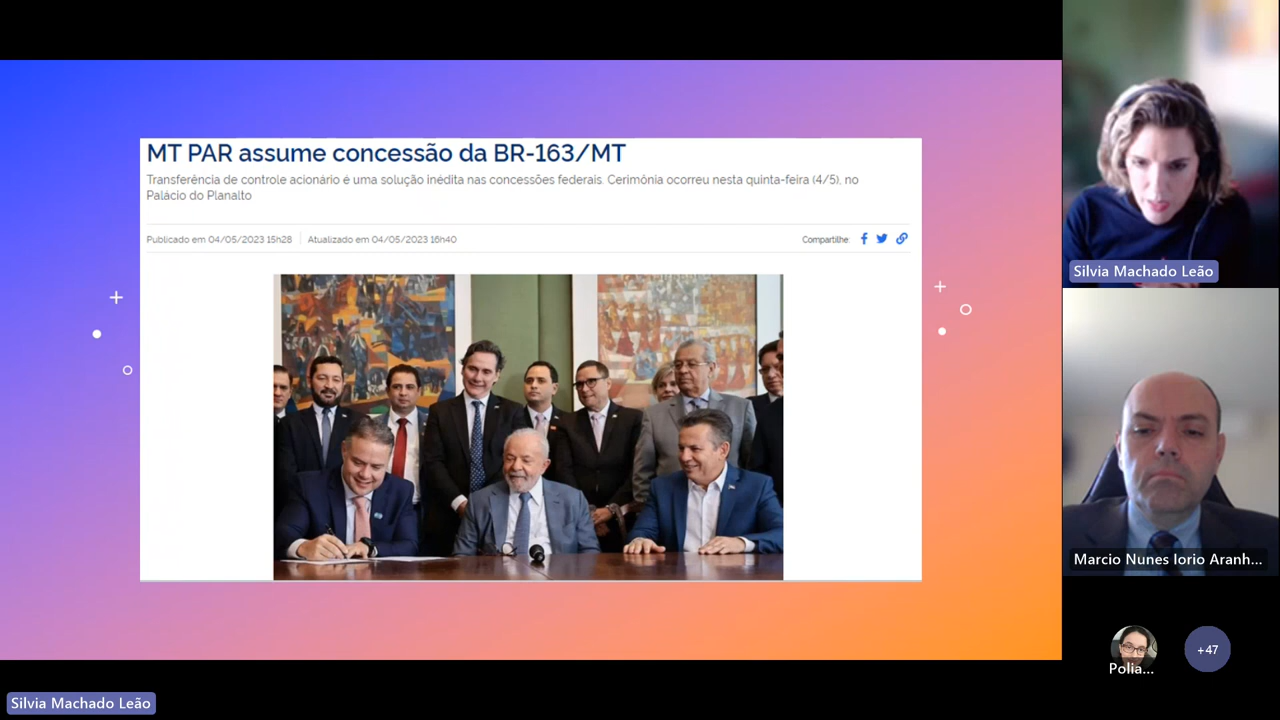 MT PAR assume concessão da BR-163/MT
Transferência de controle acionário é uma solução inédita nas concessões federais. Cerimônia ocorreu nesta quinta-feira (4/5), no
Palácio do Planalto
Publicado em 04/05/2023 15h28 Atualizado em 04/05/2023 16h40
Compartilhe:
Silvia Machado Leão
Marcio Nunes Iorio Aranh...
Polia...
+47
Silvia Machado Leão